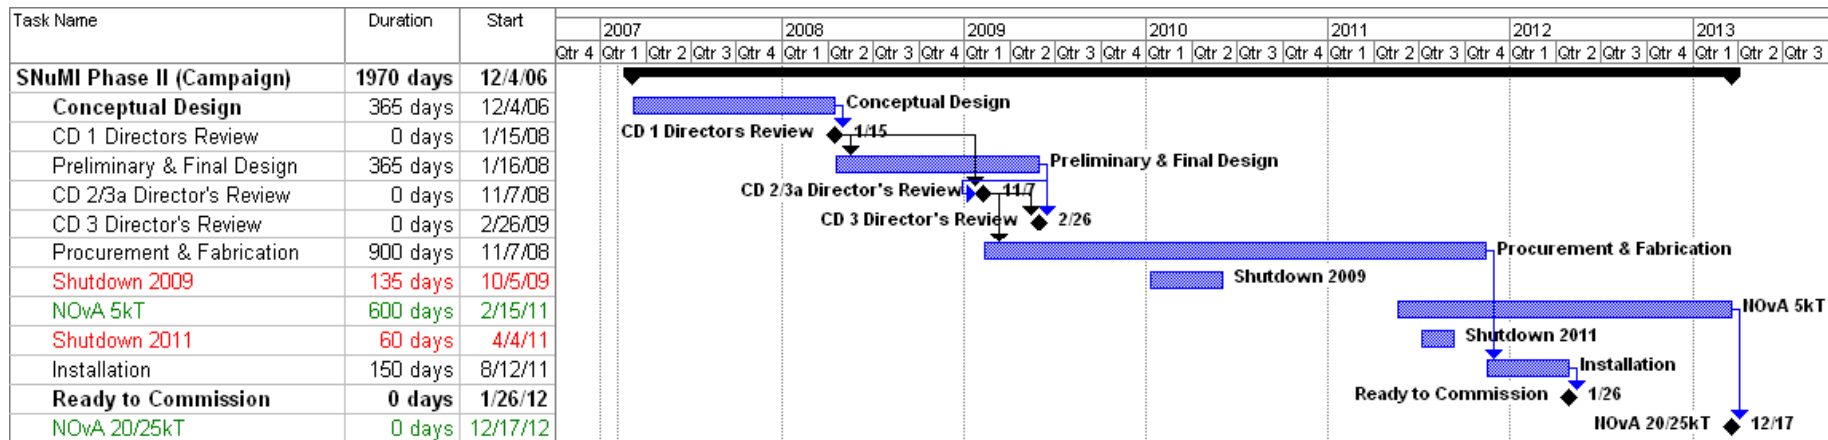 Task Name Duration Start
2007 2008 2009 2010 2011 2012 2013
Qtr 4 Qtr 1 Qtr 2 Qtr 3 Qtr 4 Qtr 1 Qtr 2 Qtr 3 Qtr 4 Qtr 1 Qtr 2 Qtr 3 Qtr 4 Qtr 1 Qtr 2 Qtr 3 Qtr 4 Qtr 1 Qtr 2 Qtr 3 Qtr 4 Qtr 1 Qtr 2 Qtr 3 Qtr 4 Qtr 1 Qtr 2 Qtr 3
SNuMI Phase II (Campaign) 1970 days 12/4/06
Conceptual Design 365 days 12/4/06 Conceptual Design
CD 1 Directors Review 0 days 1/15/08 CD 1 Directors Review 1/15
Preliminary & Final Design 365 days 1/16/08 Preliminary & Final Design
CD 2/3a Director's Review 0 days 11/7/08 CD 2/3a Director's Review 11/7
CD 3 Director's Review 0 days 2/26/09 CD 3 Director's Review 2/26
Procurement & Fabrication 900 days 11/7/08 Procurement & Fabrication
Shutdown 2009 135 days 10/5/09 Shutdown 2009
NOvA 5kT 600 days 2/15/11 NOvA 5kT
Shutdown 2011 60 days 4/4/11 Shutdown 2011
Installation 150 days 8/12/11 Installation
Ready to Commission 0 days 1/26/12 Ready to Commission 1/26
NOvA 20/25kT 0 days 12/17/12 NOvA 20/25kT 12/17